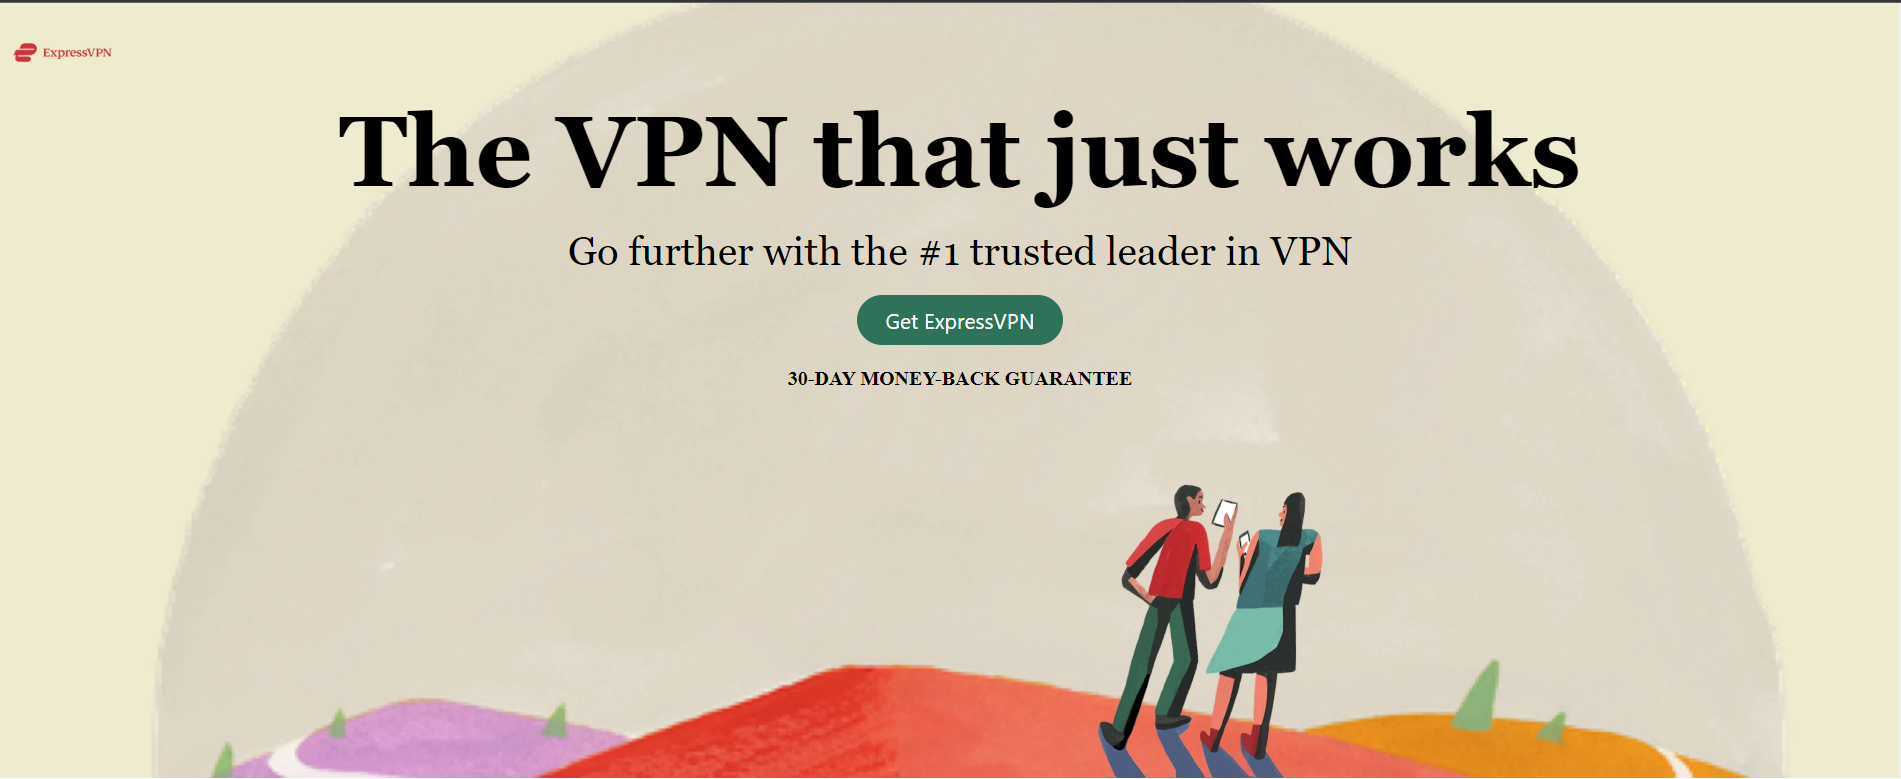 ExpressVPN
The VPN that just works
Go further with the #1 trusted leader in VPN
Get ExpressVPN
30-DAY MONEY-BACK GUARANTEE